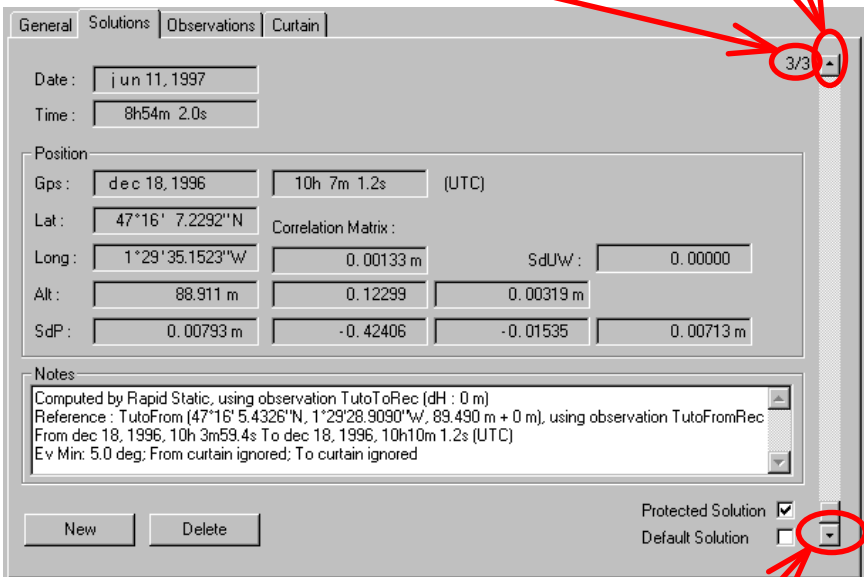 General Solutions Observations Curtain
3/3
Date : jun 11, 1997
Time : 8h54m 2.0s
Position
Gps : dec 18, 1996 10h 7m 1.2s (UTC)
Lat : 47°16' 7.2292"N Correlation Matrix :
Long : 1°29'35.1523"W 0.00133 m SdUW : 0.00000
Alt : 88.911 m 0.12299 0.00319 m
SdP : 0.00793 m -0.42406 -0.01535 0.00713 m
Notes
Computed by Rapid Static, using observation TutoToRec (dH : 0 m)
Reference : TutoFrom (47°16' 5.4326"N, 1°29'28.9090"W, 89.490 m + 0 m), using observation TutoFromRec
From dec 18, 1996, 10h 3m59.4s To dec 18, 1996, 10h10m 1.2s (UTC)
Ev Min: 5.0 deg; From curtain ignored; To curtain ignored
Protected Solution
New Delete Default Solution